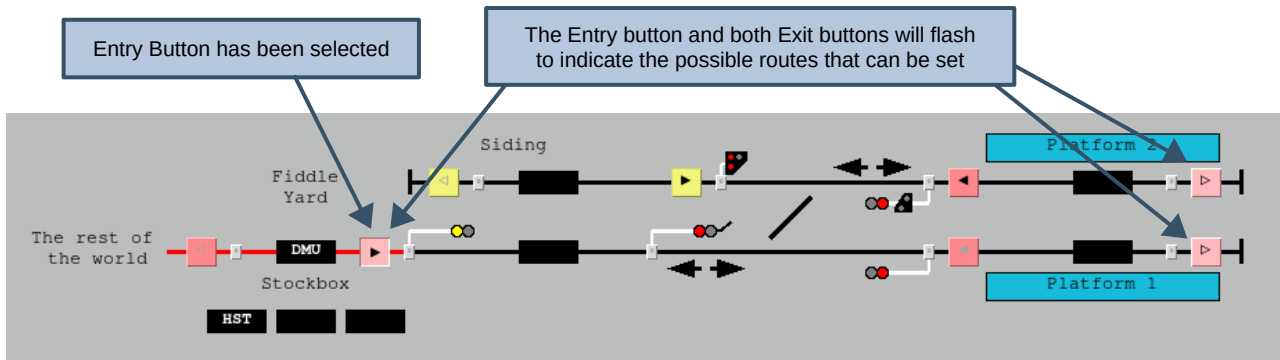 Entry Button has been selected
The Entry button and both Exit buttons will flash
to indicate the possible routes that can be set
Siding
Platform 2
Fiddle
Yard
The rest of
the world
DMU
Stockbox
Platform 1
HST